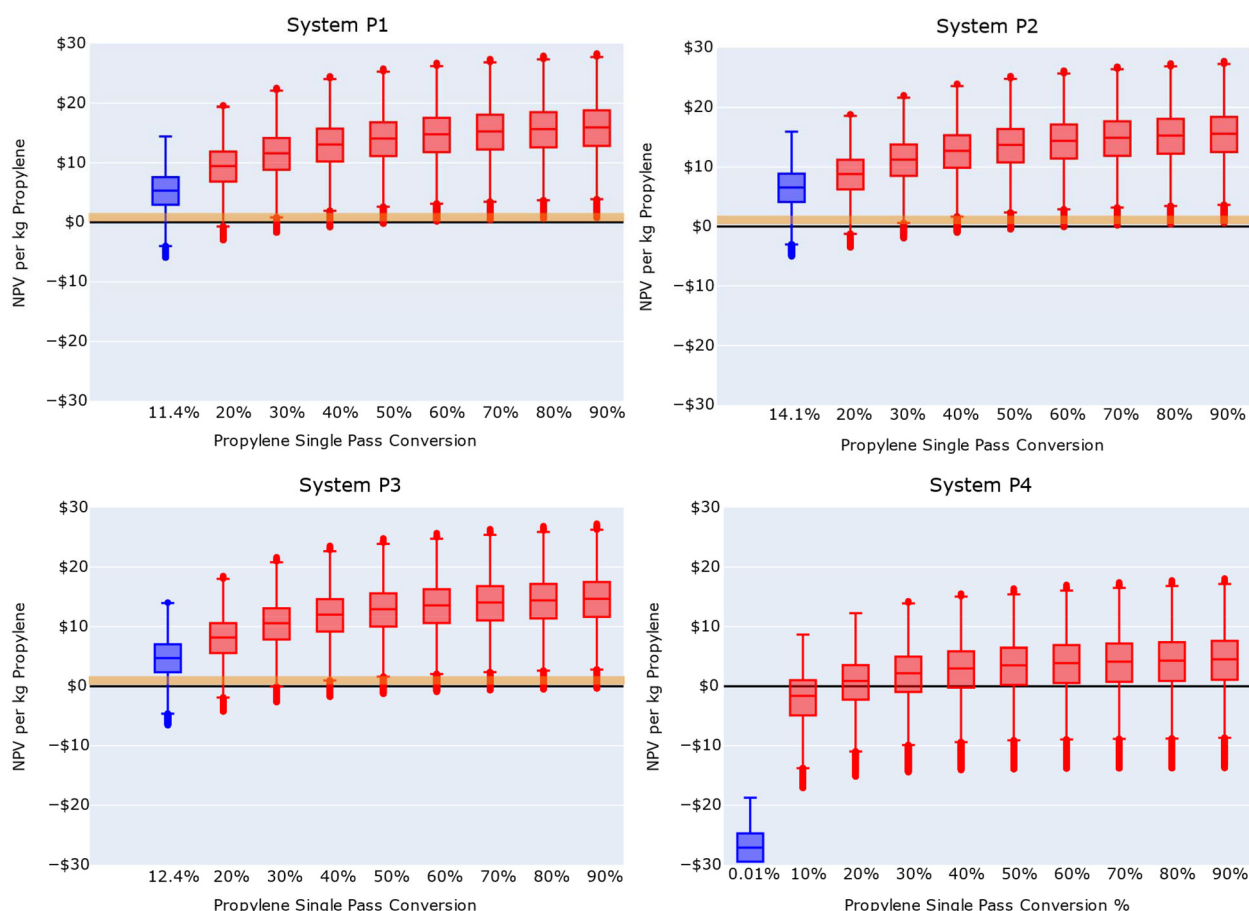 System P1
$30
$20
$10
$0
−$10
−$20
−$30
NPV per kg Propylene
11.4% 20% 30% 40% 50% 60% 70% 80% 90%
Propylene Single Pass Conversion
System P2
$30
$20
$10
$0
−$10
−$20
−$30
NPV per kg Propylene
14.1% 20% 30% 40% 50% 60% 70% 80% 90%
Propylene Single Pass Conversion
System P3
$30
$20
$10
$0
−$10
−$20
−$30
NPV per kg Propylene
12.4% 20% 30% 40% 50% 60% 70% 80% 90%
Propylene Single Pass Conversion
System P4
$30
$20
$10
$0
−$10
−$20
−$30
NPV per kg Propylene
0.01% 10% 20% 30% 40% 50% 60% 70% 80% 90%
Propylene Single Pass Conversion %